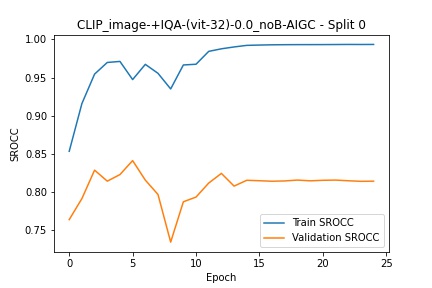 CLIP_image-+IQA-(vit-32)-0.0_noB-AIGC - Split 0
1.00
0.95
0.90
0.85
0.80
0.75
SROCC
Train SROCC
Validation SROCC
0 5 10 15 20 25
Epoch